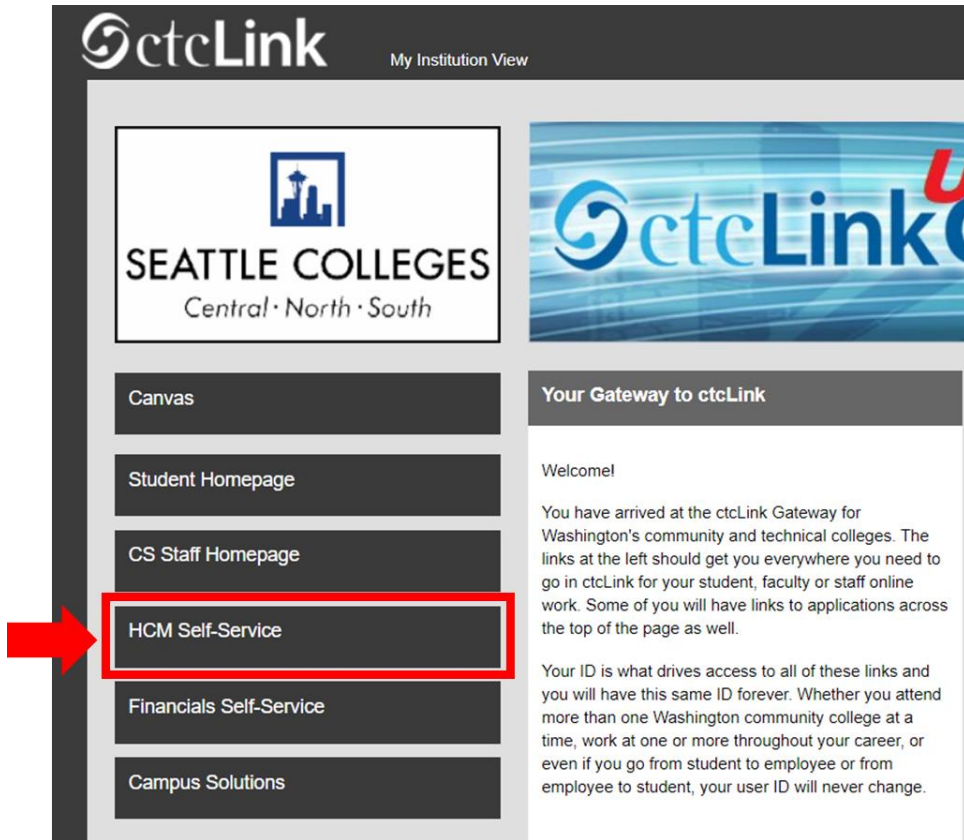 ctcLink
My Institution View
SEATTLE COLLEGES
Central · North · South
ctcLink
Canvas
Student Homepage
CS Staff Homepage
HCM Self-Service
Financials Self-Service
Campus Solutions
Your Gateway to ctcLink
Welcome!
You have arrived at the ctcLink Gateway for
Washington's community and technical colleges. The
links at the left should get you everywhere you need to
go in ctcLink for your student, faculty or staff online
work. Some of you will have links to applications across
the top of the page as well.
Your ID is what drives access to all of these links and
you will have this same ID forever. Whether you attend
more than one Washington community college at a
time, work at one or more throughout your career, or
even if you go from student to employee or from
employee to student, your user ID will never change.